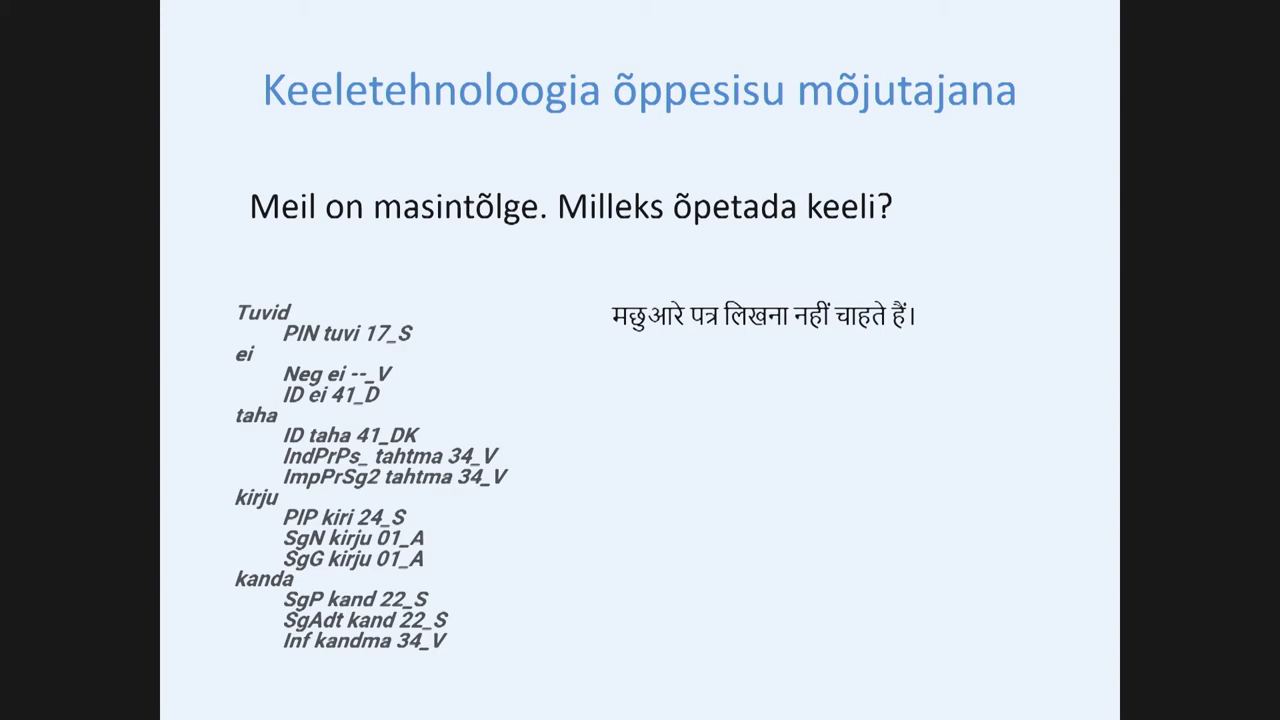 Keeletehnoloogia õppesisu mõjutajana
Meil on masintõlge. Milleks õpetada keeli?
Tuvid
PlN tuvi 17_S
ei
Neg ei --_V
ID ei 41_D
taha
ID taha 41_DK
IndPrPs_ tahtma 34_V
ImpPrSg2 tahtma 34_V
kirju
PlP kiri 24_S
SgN kirju 01_A
SgG kirju 01_A
kanda
SgP kand 22_S
SgAdt kand 22_S
Inf kandma 34_V
मछुआरे पत्र लिखना नहीं चाहते हैं।